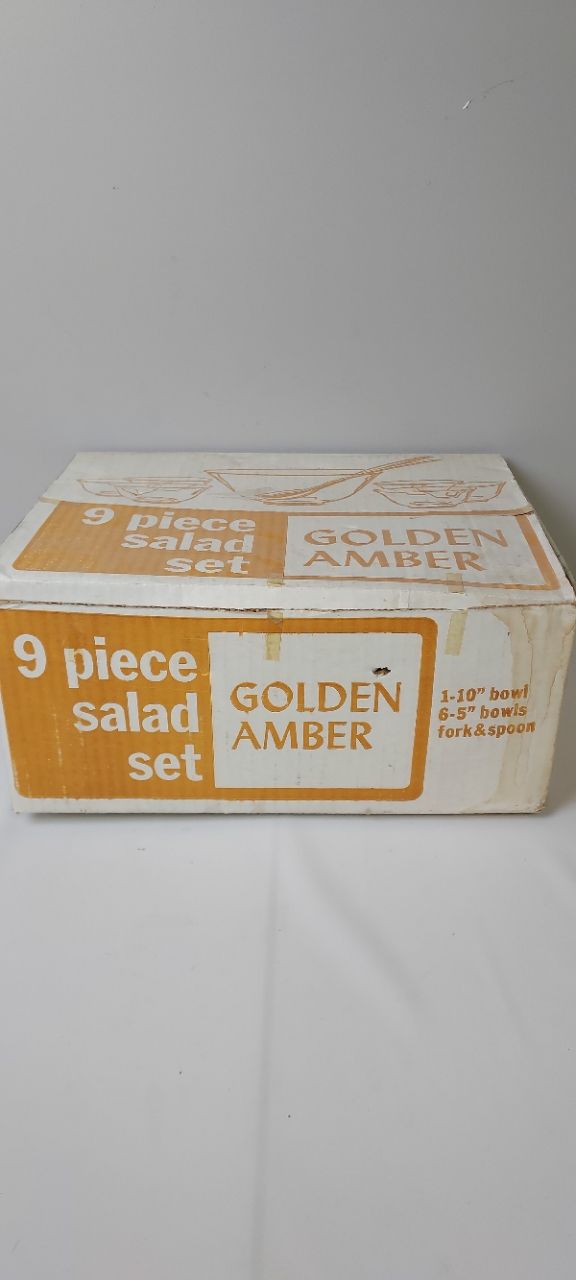 9 piece
salad
set
GOLDEN
AMBER
9 piece
salad
set
GOLDEN
AMBER
1-10" bowl
6-5" bowls
fork&spoon